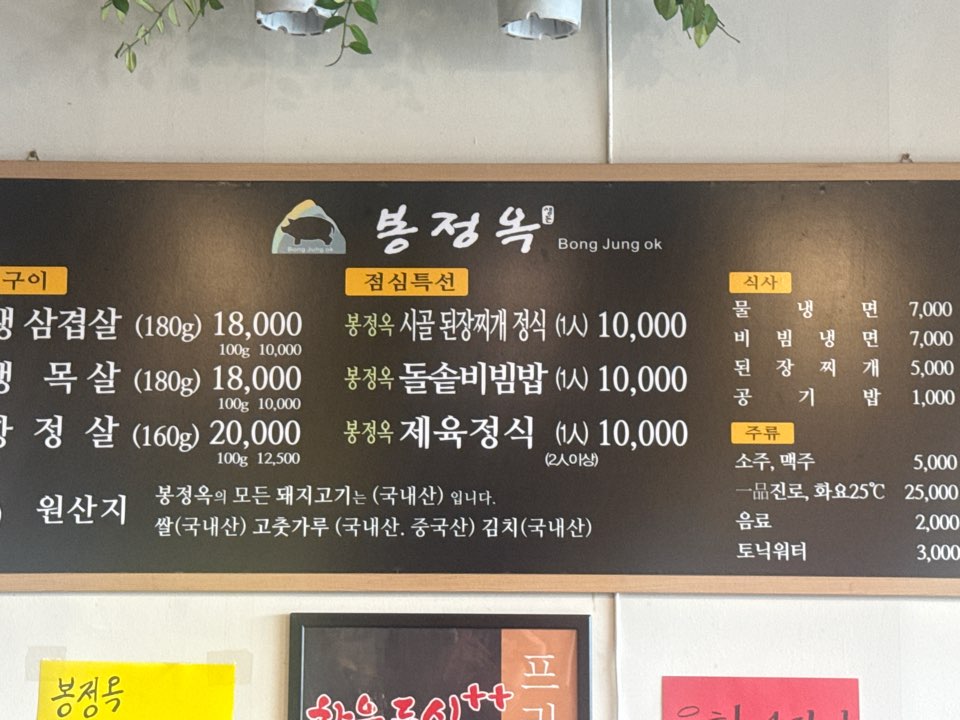 봉정옥 생돈 Bong Jung ok
Bong Jung ok
구이
삼겹살 (180g) 18,000
100g 10,000
목살 (180g) 18,000
100g 10,000
정살 (160g) 20,000
100g 12,500
점심특선
봉정옥 사골 된장찌개 정식 (1人) 10,000
봉정옥 돌솥비빔밥 (1人) 10,000
봉정옥 제육정식 (1人) 10,000
(2人이상)
식사
물냉면 7,000
비빔냉면 7,000
된장찌개 5,000
공기밥 1,000
주류
소주, 맥주 5,000
一品진로, 화요25℃ 25,000
음료 2,000
토닉워터 3,000
원산지
봉정옥의 모든 돼지고기는 (국내산) 입니다.
쌀(국내산) 고춧가루 (국내산. 중국산) 김치(국내산)
봉정옥
프